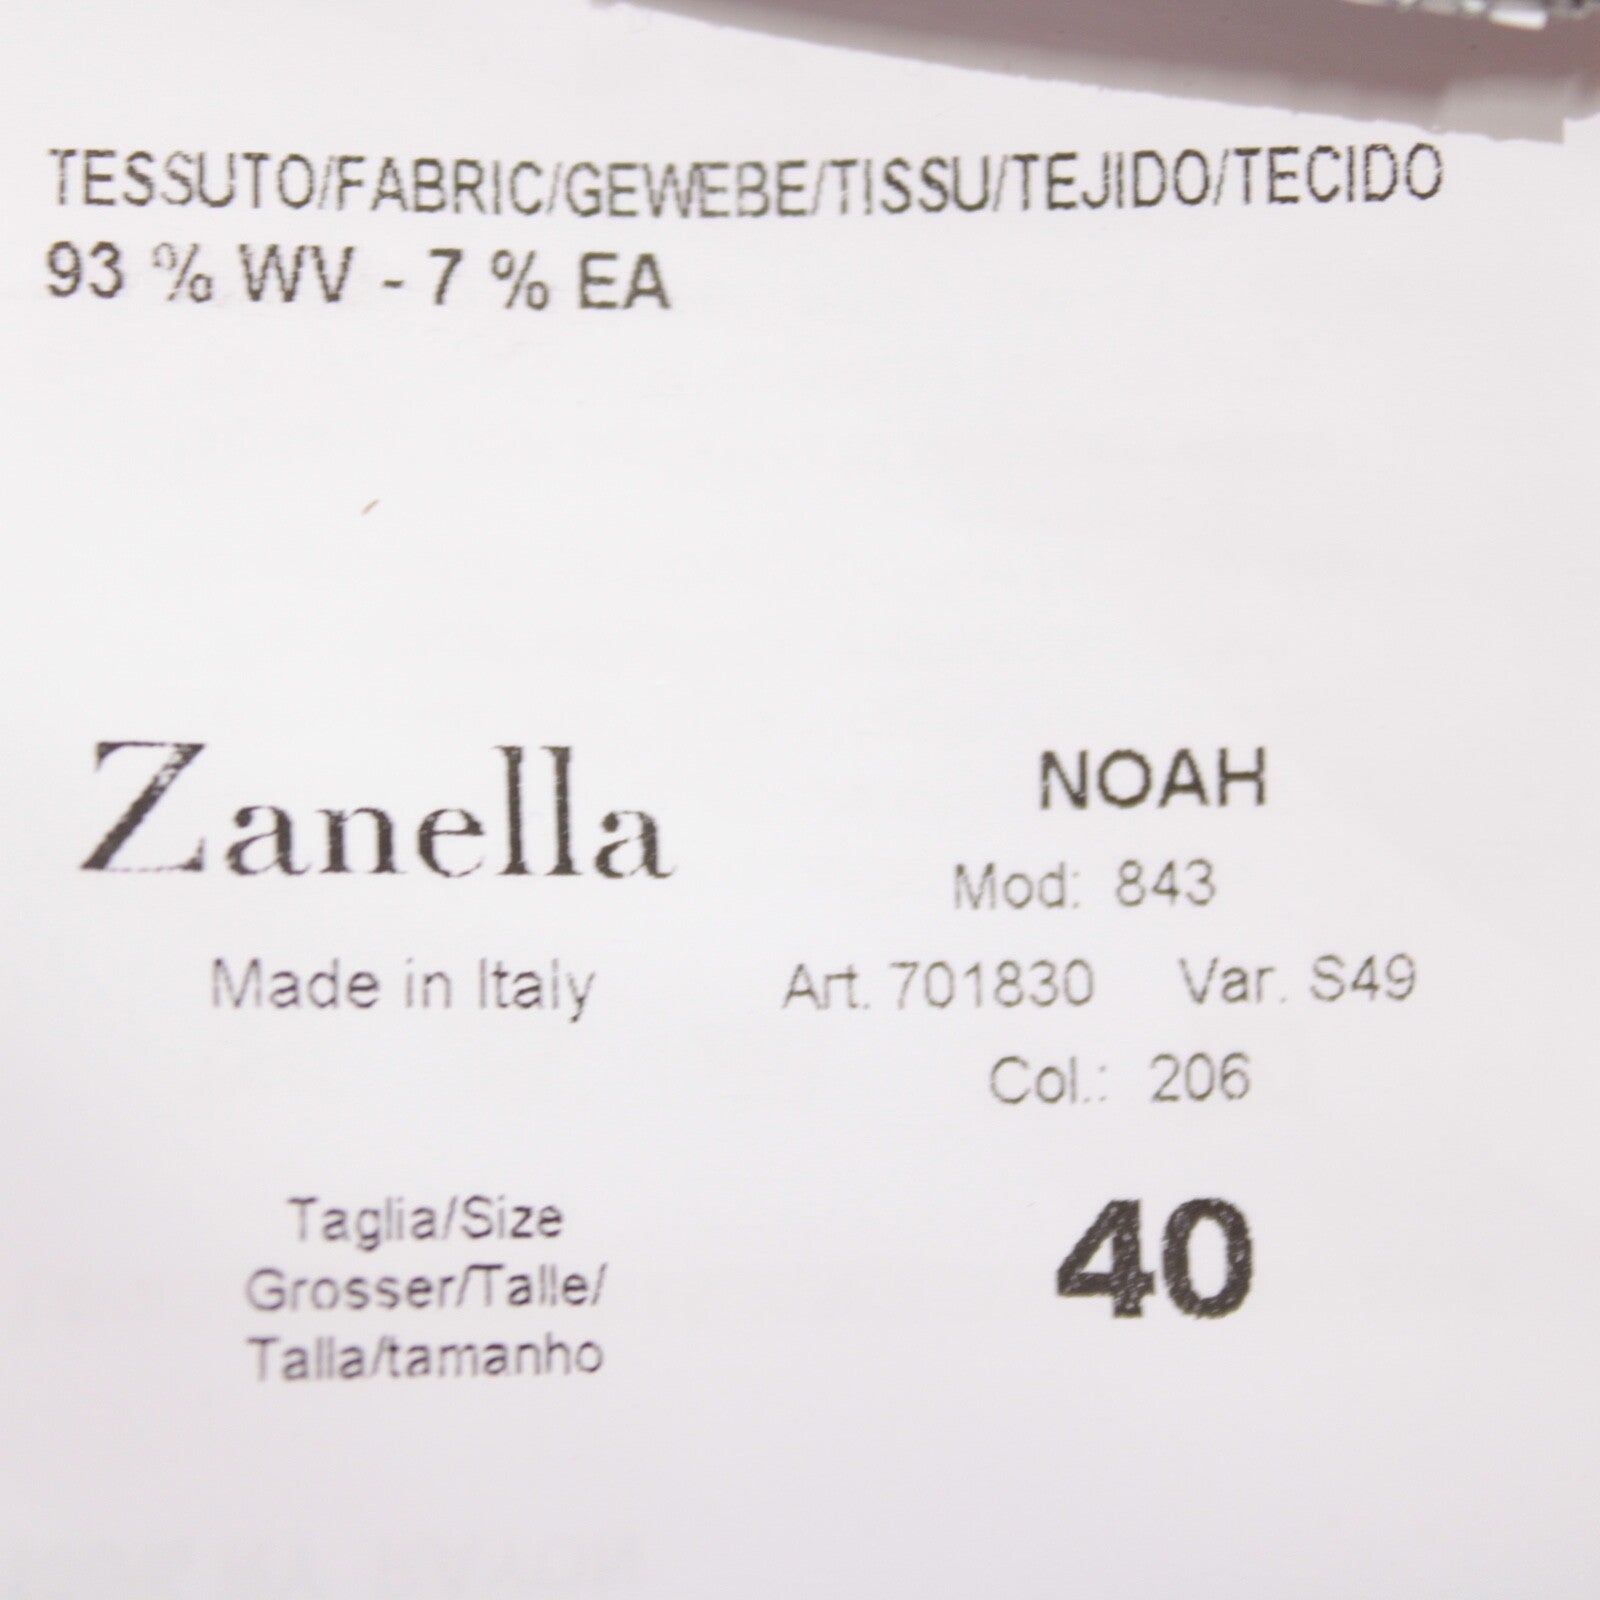 TESSUTO/FABRIC/GEWEBE/TISSU/TEJIDO/TECIDO
93 % WV - 7 % EA
Zanella
Made in Italy
NOAH
Mod: 843
Art. 701830 Var. S49
Col.: 206
Taglia/Size
Grosser/Talle/
Talla/tamanho
40